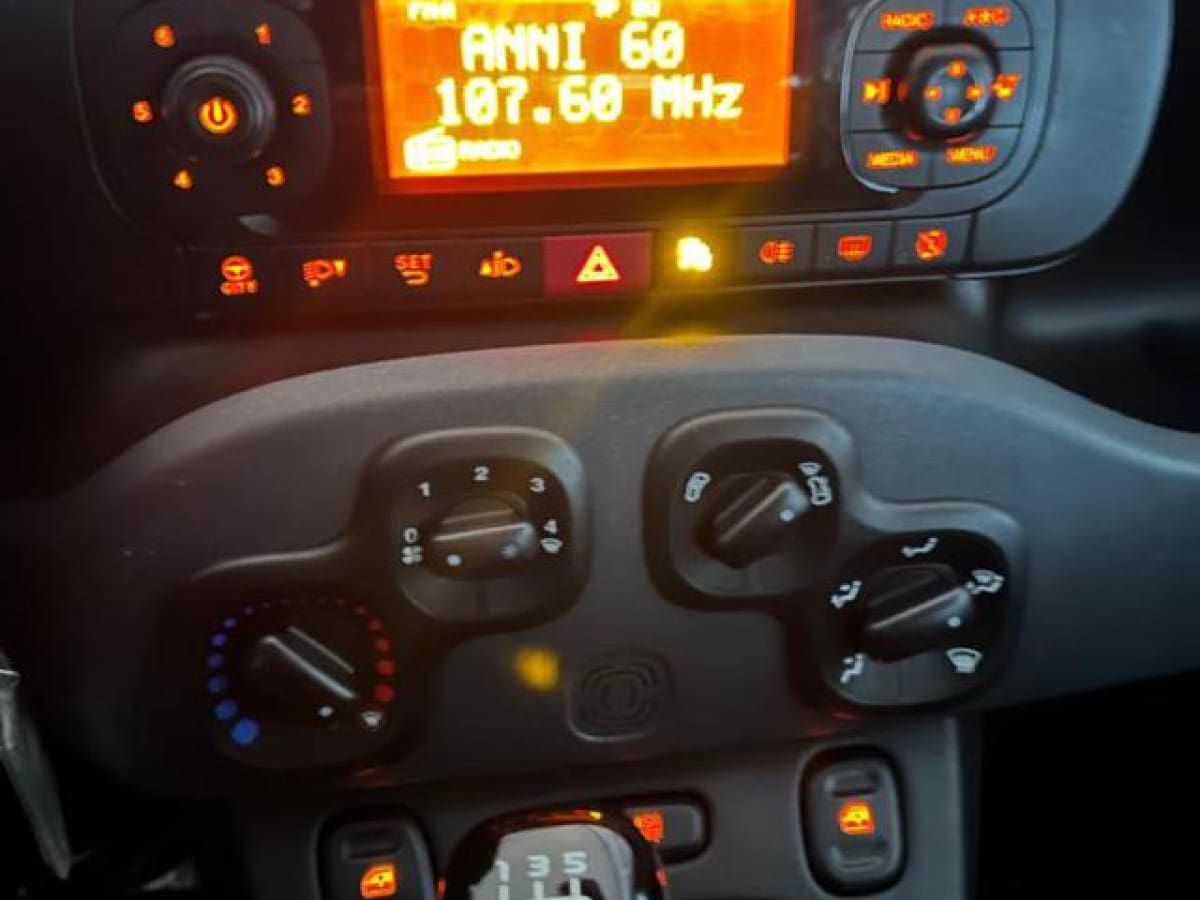 ANNI 60
107.60 MHz
RADIO
6 1
5 2
4 3
RADIO
MEDIA MENU
CITY
SET
0 1 2 3 4
1 3 5